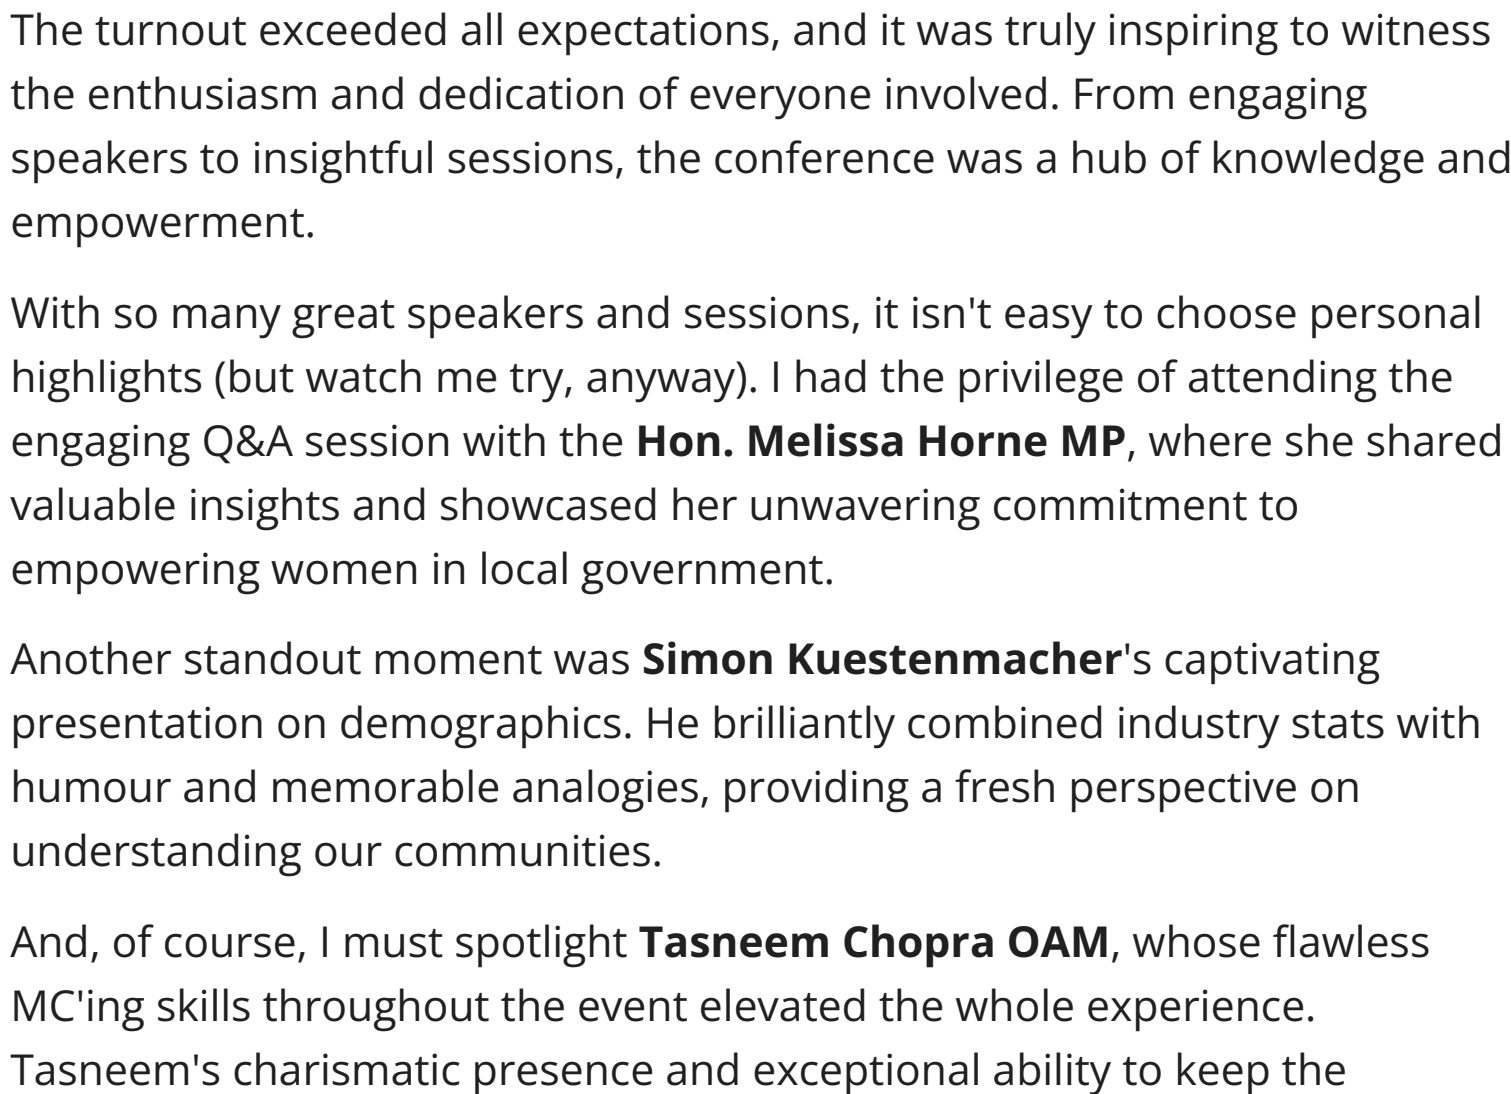 The turnout exceeded all expectations, and it was truly inspiring to witness
the enthusiasm and dedication of everyone involved. From engaging
speakers to insightful sessions, the conference was a hub of knowledge and
empowerment.
With so many great speakers and sessions, it isn't easy to choose personal
highlights (but watch me try, anyway). I had the privilege of attending the
engaging Q&A session with the Hon. Melissa Horne MP, where she shared
valuable insights and showcased her unwavering commitment to
empowering women in local government.
Another standout moment was Simon Kuestenmacher's captivating
presentation on demographics. He brilliantly combined industry stats with
humour and memorable analogies, providing a fresh perspective on
understanding our communities.
And, of course, I must spotlight Tasneem Chopra OAM, whose flawless
MC'ing skills throughout the event elevated the whole experience.
Tasneem's charismatic presence and exceptional ability to keep the